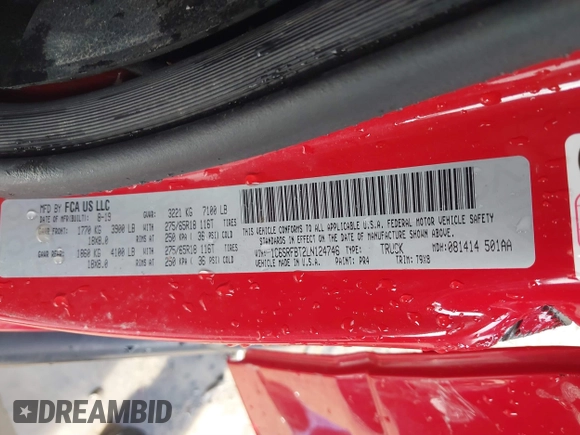 MFD BY FCA US LLC
DATE OF MFR(BUILT): 8-19 GVWR: 3221 KG 7100 LB
GAWR FRONT: 1770 KG 3900 LB 275/65R18 116T TIRES
18X8.0 RIMS AT 250 KPA 36 PSI COLD
GAWR REAR: 1860 KG 4100 LB 275/65R18 116T TIRES
18X8.0 RIMS AT 250 KPA 36 PSI COLD
THIS VEHICLE CONFORMS TO ALL APPLICABLE U.S.A. FEDERAL MOTOR VEHICLE SAFETY
STANDARDS IN EFFECT ON THE DATE OF MANUFACTURE SHOWN ABOVE.
VIN: 1C6SRFBT2LN124746 TYPE: TRUCK MDH: 081414 501AA
MADE IN U.S.A. PAINT: PR4 TRIM: T9X8
DREAMBID